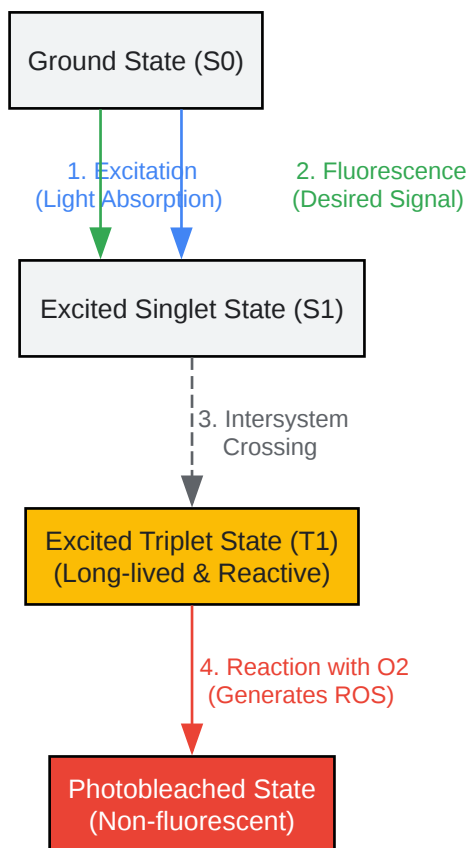 Ground State (S0)
1. Excitation
(Light Absorption)
2. Fluorescence
(Desired Signal)
Excited Singlet State (S1)
3. Intersystem
Crossing
Excited Triplet State (T1)
(Long-lived & Reactive)
4. Reaction with O2
(Generates ROS)
Photobleached State
(Non-fluorescent)